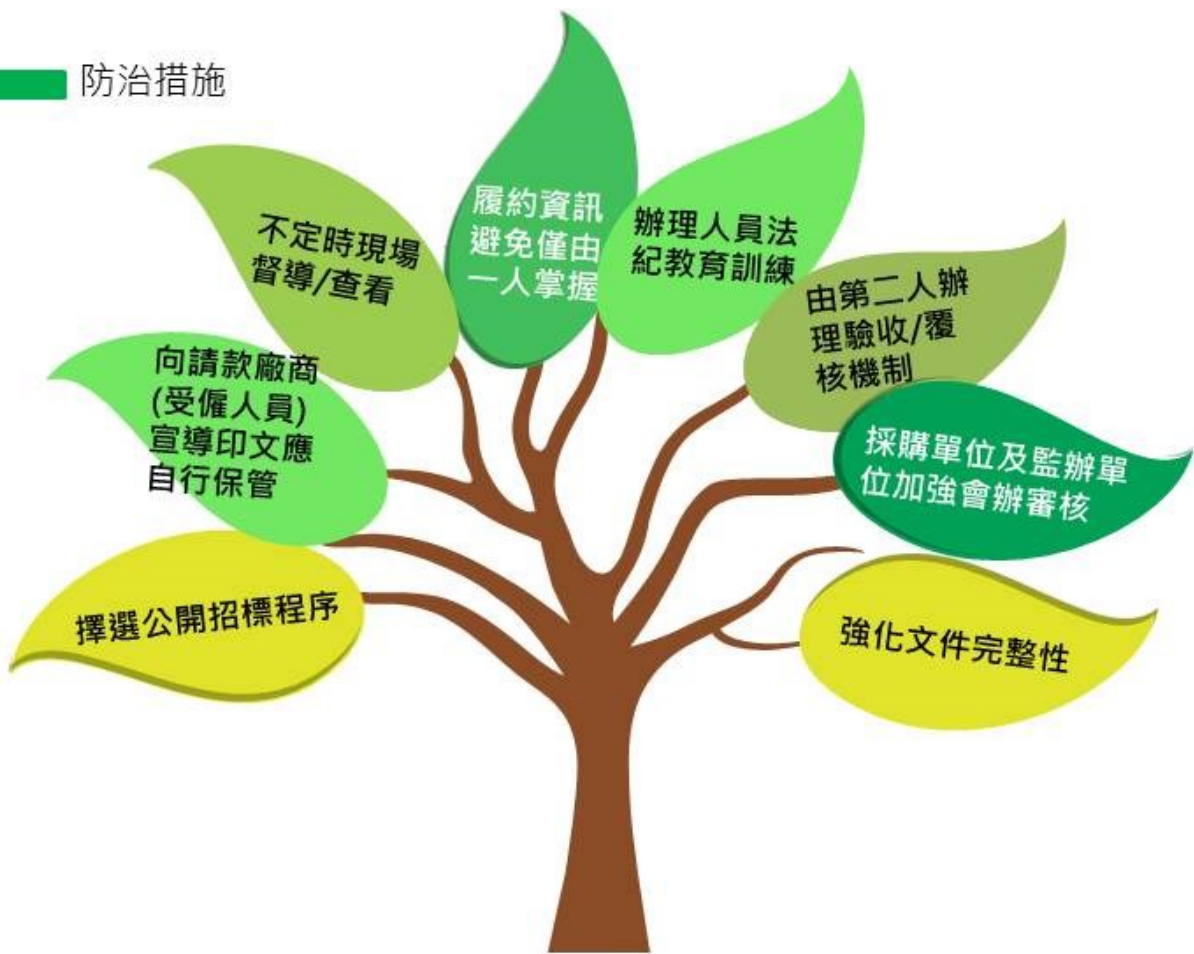 防治措施
擇選公開招標程序
向請款廠商
(受僱人員)
宣導印文應
自行保管
不定時現場
督導/查看
履約資訊
避免僅由
一人掌握
辦理人員法
紀教育訓練
由第二人辦
理驗收/覆
核機制
採購單位及監辦單
位加強會辦審核
強化文件完整性